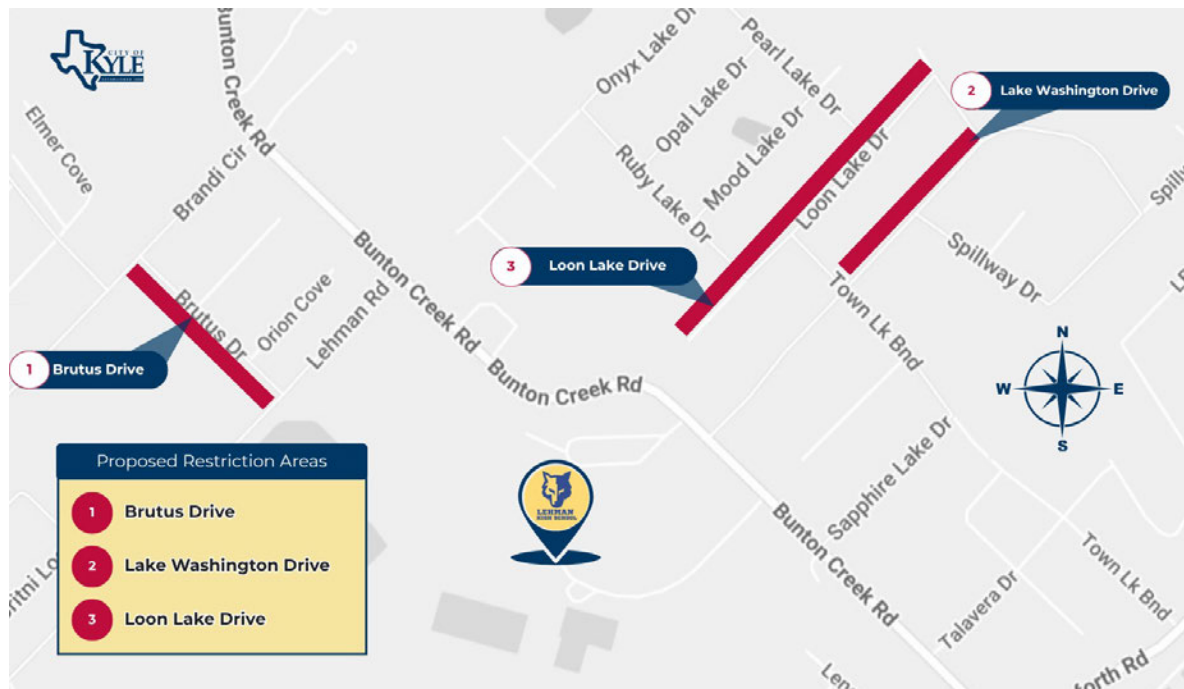 CITY OF
KYLE
Elmer Cove
Brandi Cir
Bunton Creek Rd
Onyx Lake Dr
Pearl Lake Dr
Opal Lake Dr
Mood Lake Dr
Ruby Lake Dr
Loon Lake Dr
2 Lake Washington Drive
Spillway Dr
3 Loon Lake Drive
Town Lk Bnd
Brutus Dr
Orion Cove
Lehman Rd
Bunton Creek Rd
Bunton Creek Rd
1 Brutus Drive
N
W
E
S
Proposed Restriction Areas
1 Brutus Drive
2 Lake Washington Drive
3 Loon Lake Drive
LEHMAN
HIGH SCHOOL
Sapphire Lake Dr
Bunton Creek Rd
Talavera Dr
Town Lk Bnd